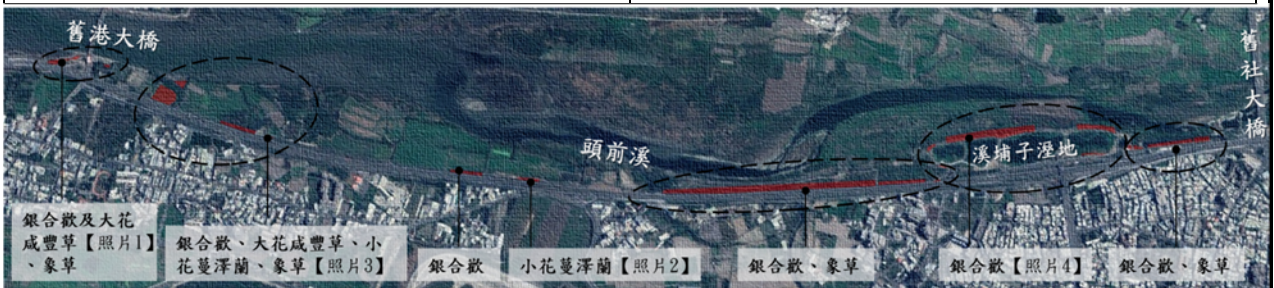 舊港大橋
舊社大橋
頭前溪
溪埔子溼地
銀合歡及大花
咸豐草【照片1】
、象草
銀合歡、大花咸豐草、小
花蔓澤蘭、象草【照片3】
銀合歡
小花蔓澤蘭【照片2】
銀合歡、象草
銀合歡【照片4】
銀合歡、象草